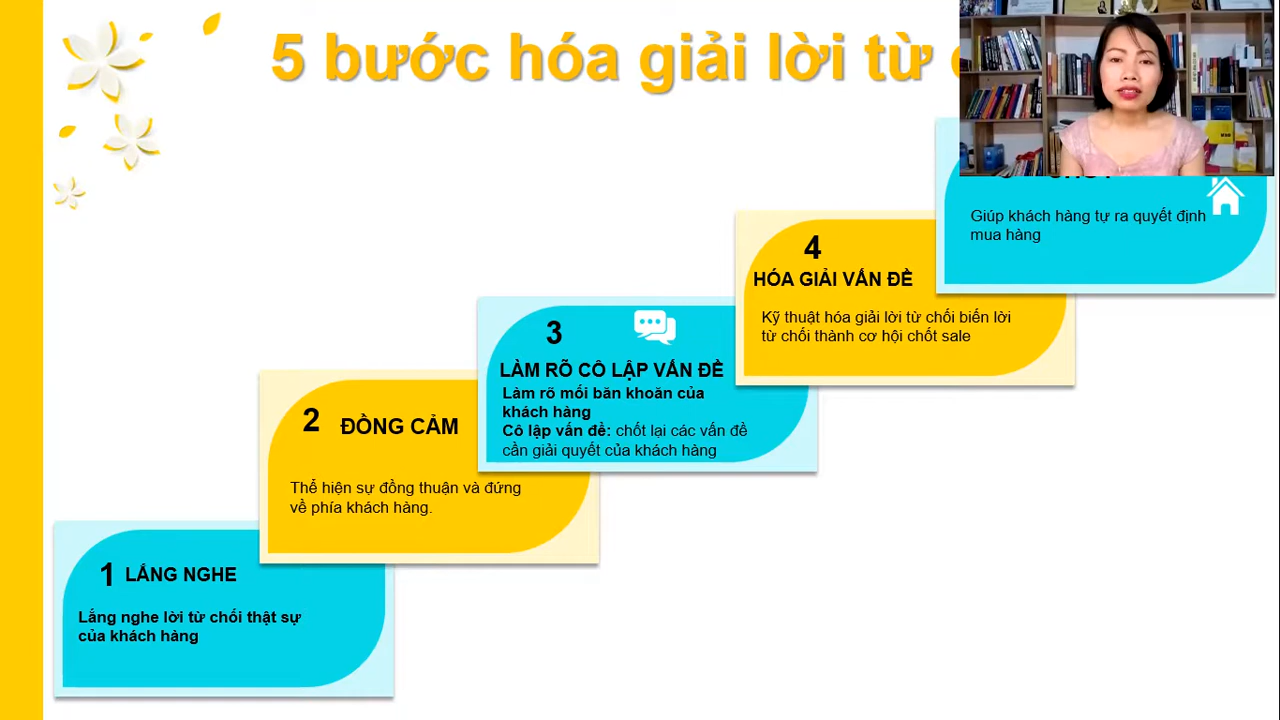 5 bước hóa giải lời từ
Giúp khách hàng tự ra quyết định
mua hàng
4
HÓA GIẢI VẤN ĐỀ
Kỹ thuật hóa giải lời từ chối biến lời
từ chối thành cơ hội chốt sale
3
LÀM RÕ CÔ LẬP VẤN ĐỀ
Làm rõ mối băn khoăn của
khách hàng
Cô lập vấn đề: chốt lại các vấn đề
cần giải quyết của khách hàng
2 ĐỒNG CẢM
Thể hiện sự đồng thuận và đứng
về phía khách hàng.
1 LẮNG NGHE
Lắng nghe lời từ chối thật sự
của khách hàng